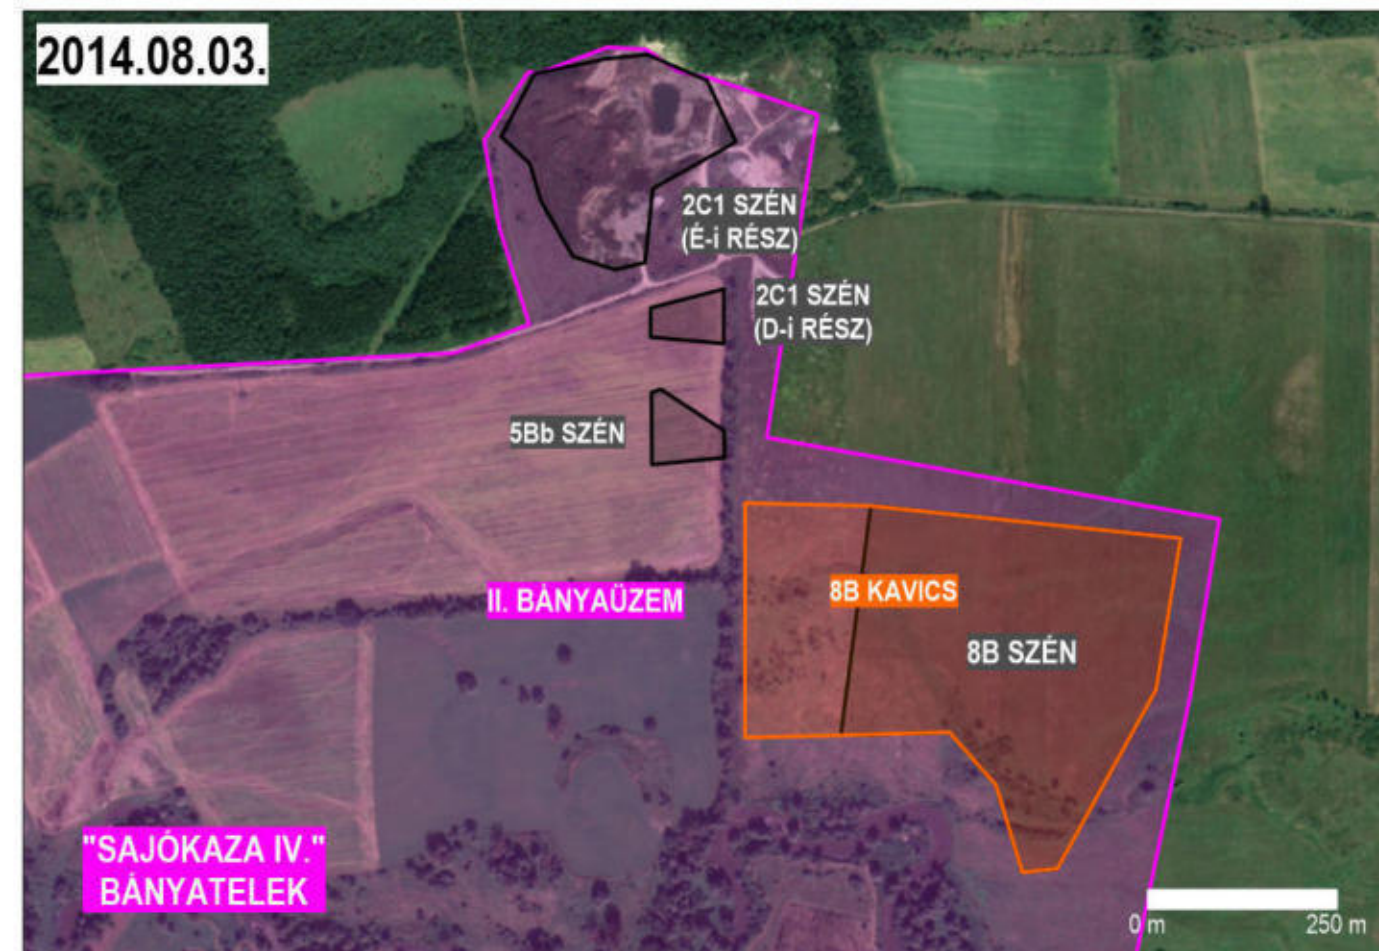 2014.08.03.
2C1 SZÉN
(É-i RÉSZ)
2C1 SZÉN
(D-i RÉSZ)
5Bb SZÉN
II. BÁNYAÜZEM
8B KAVICS
8B SZÉN
"SAJÓKAZA IV."
BÁNYATELEK
0 m
250 m